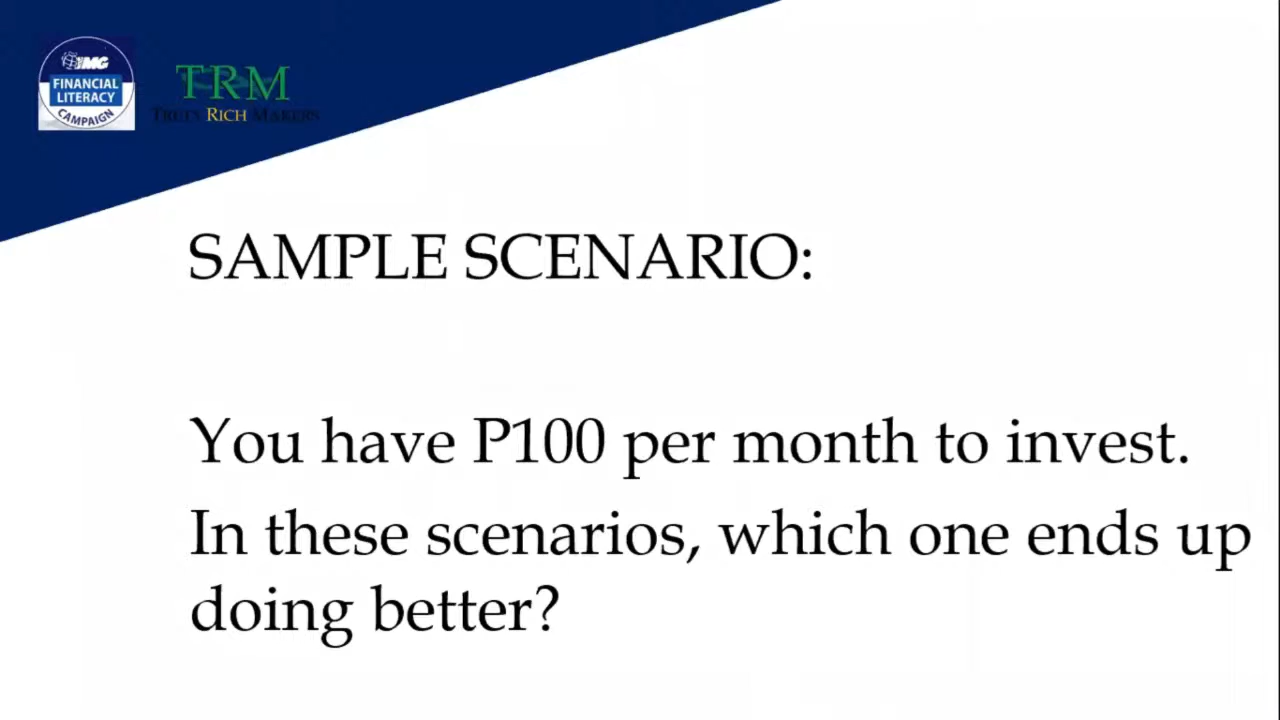 IMG
FINANCIAL
LITERACY
CAMPAIGN
TRM
TRULY RICH MAKERS
SAMPLE SCENARIO:
You have P100 per month to invest.
In these scenarios, which one ends up
doing better?